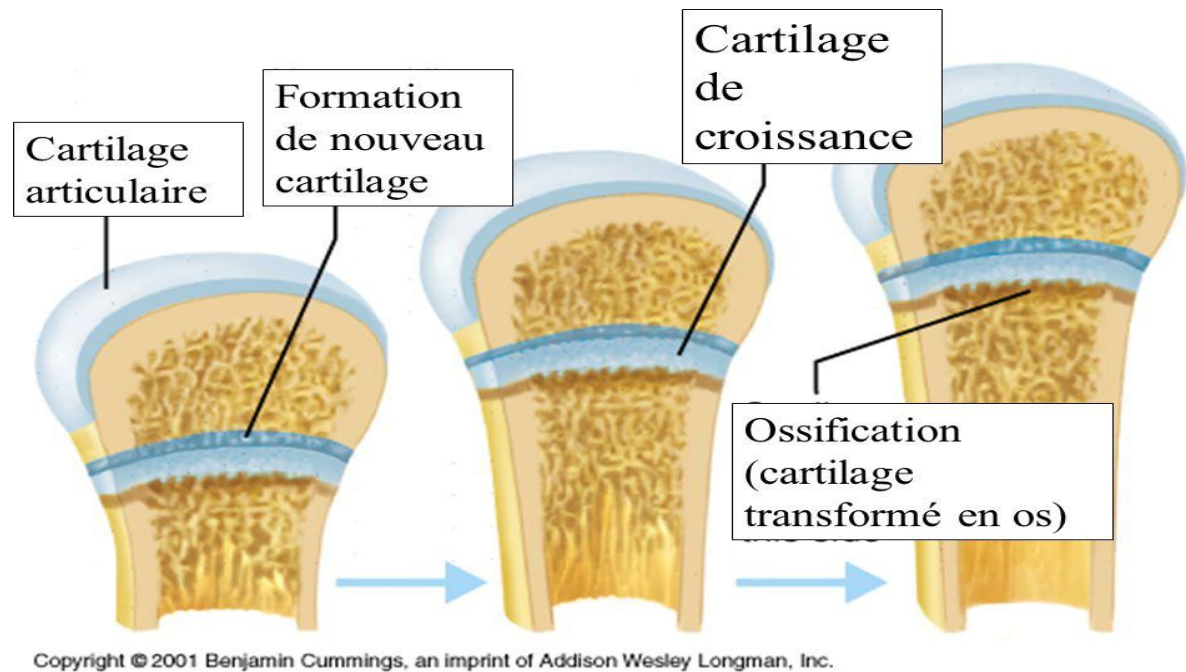 Cartilage
articulaire
Formation
de nouveau
cartilage
Cartilage
de
croissance
Ossification
(cartilage
transformé en os)
Copyright © 2001 Benjamin Cummings, an imprint of Addison Wesley Longman, Inc.